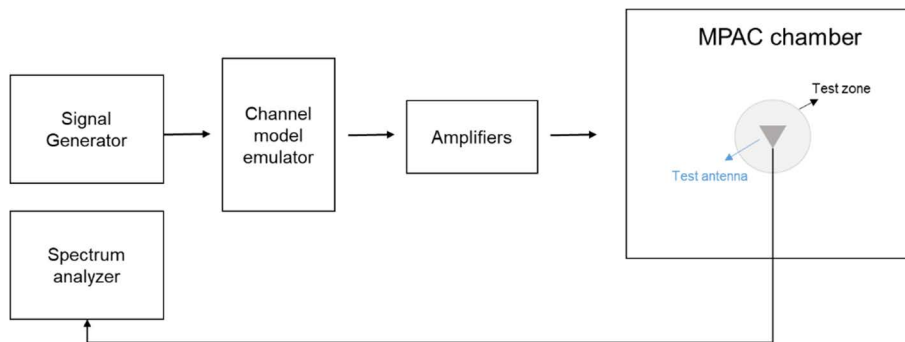 Signal
Generator
Channel
model
emulator
Amplifiers
MPAC chamber
Test zone
Test antenna
Spectrum
analyzer